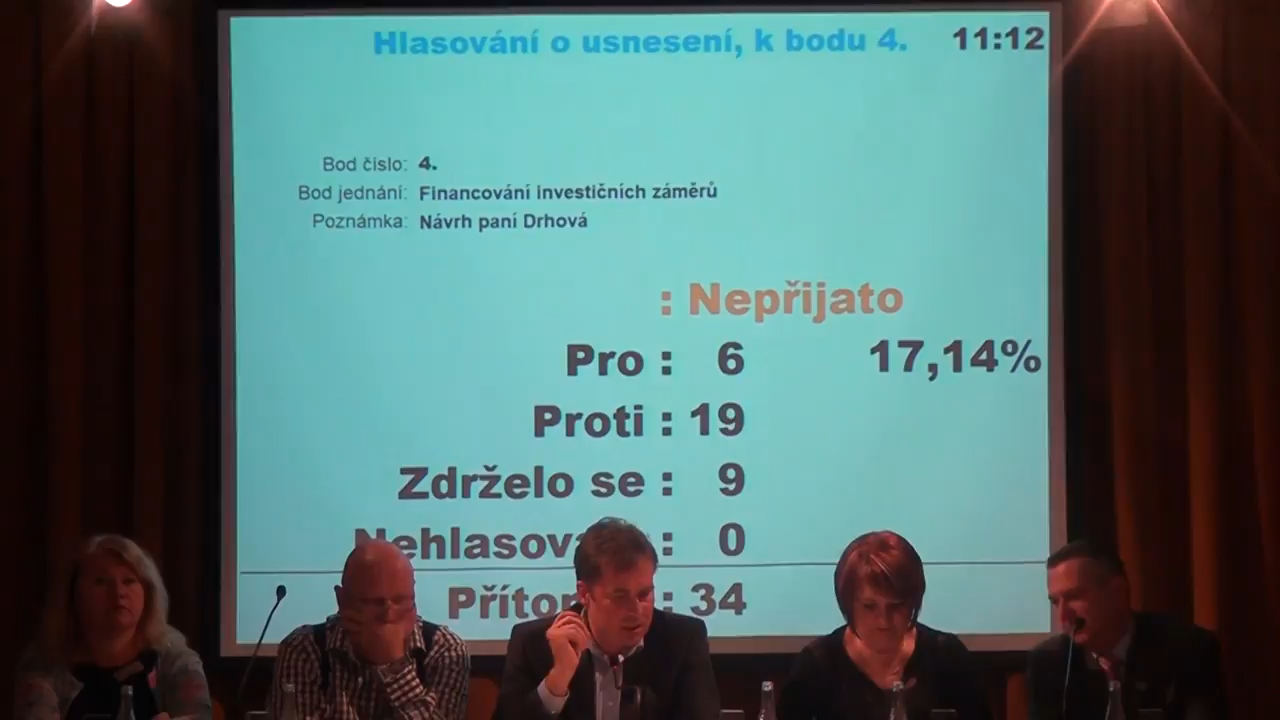 Hlasování o usnesení, k bodu 4. 11:12
Bod číslo: 4.
Bod jednání: Financování investičních záměrů
Poznámka: Návrh paní Drhová
: Nepřijato
Pro : 6 17,14%
Proti : 19
Zdrželo se : 9
: 0
: 34